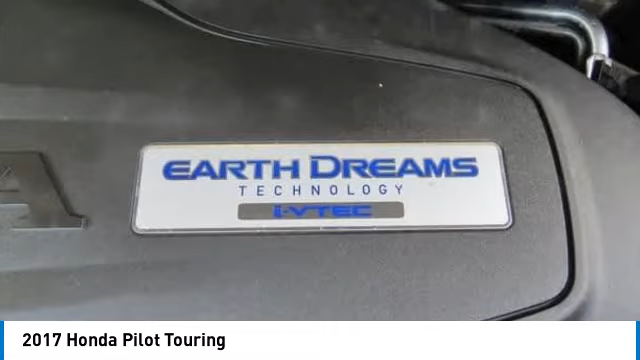 A
EARTH DREAMS
TECHNOLOGY
i-VTEC
2017 Honda Pilot Touring